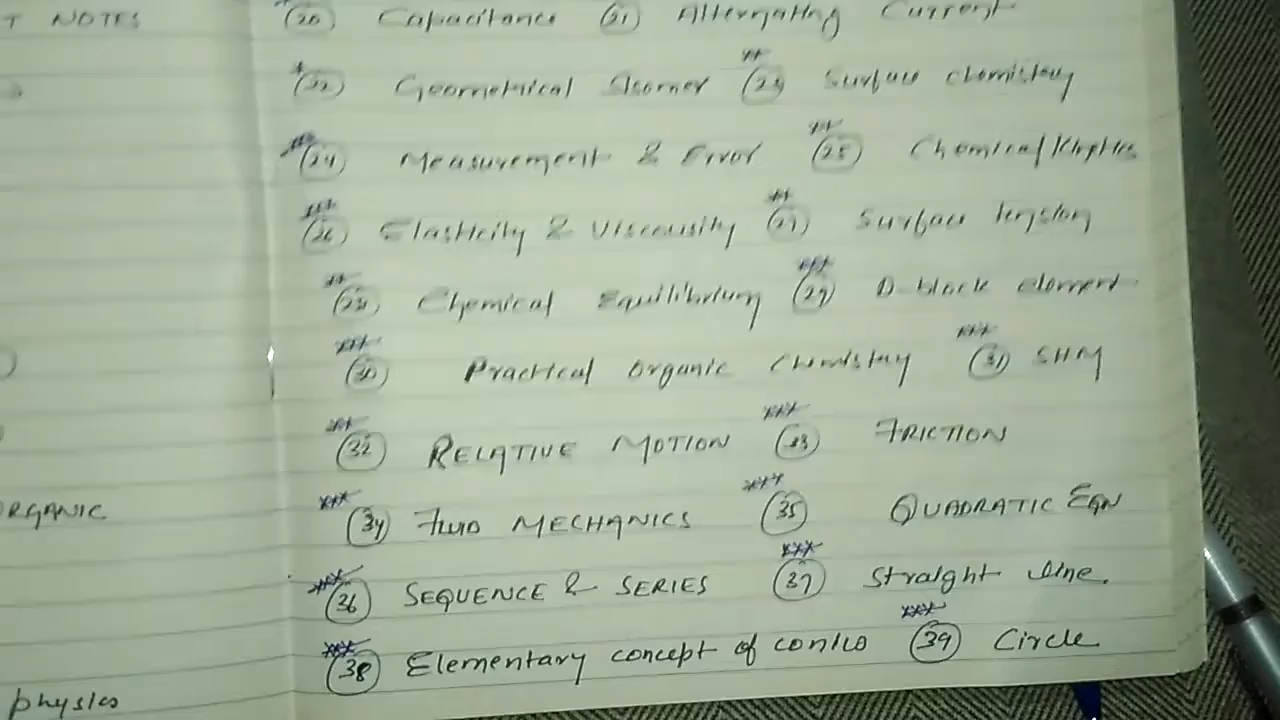 T NOTES
(20) Capacitance (21) Alternating Current
* (22) Geometrical Isomer ** (23) Surface chemistry
*** (24) Measurement & Error ** (25) Chemical
*** (26) Elasticity & Viscousity ** (27) Surface tension
** (28) Chemical Equilibrium *** (29) D-block element
*** (30) Practical Organic Chemistry *** (31) SHM
** (32) RELATIVE MOTION *** (33) FRICTION
*** (34) FLUID MECHANICS *** (35) QUADRATIC EQN
RGANIC
*** (36) SEQUENCE & SERIES *** (37) Straight line.
*** (38) Elementary concept of conics *** (39) Circle
physics